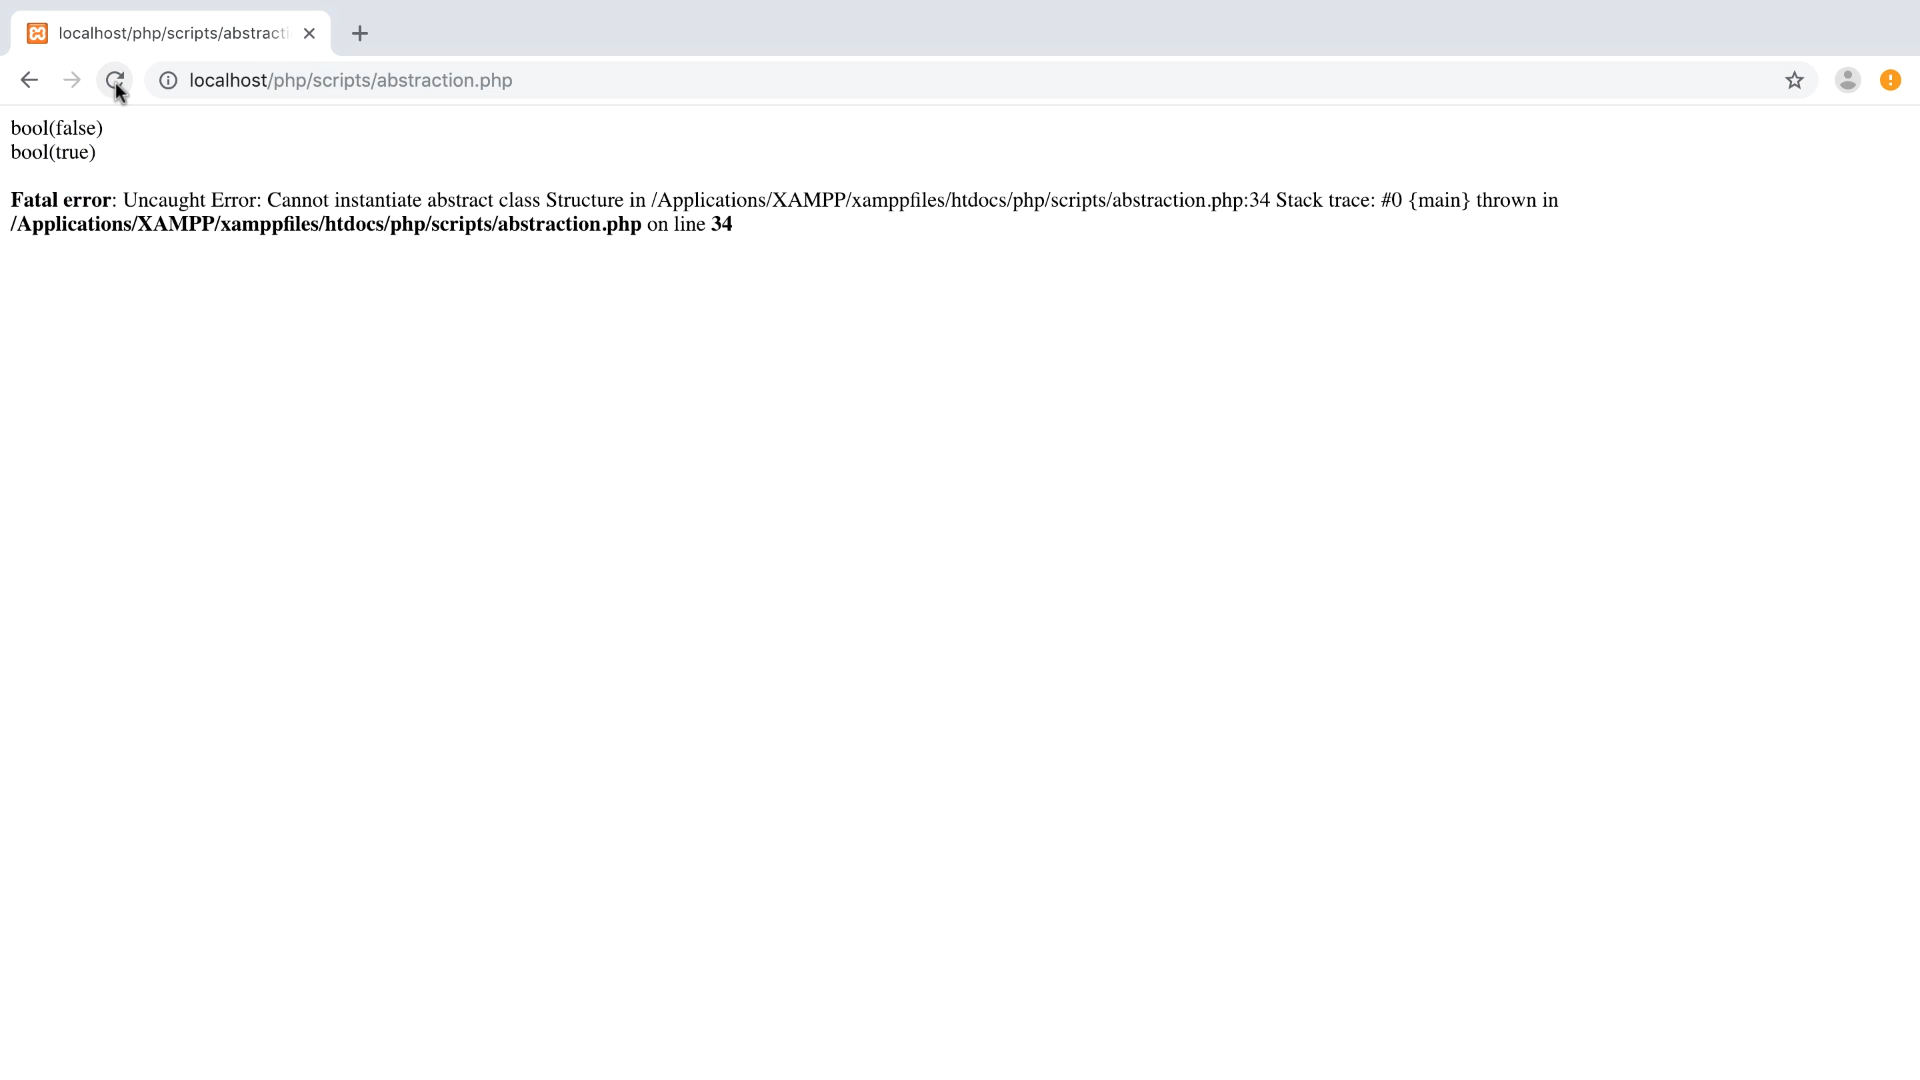 localhost/php/scripts/abstracti
localhost/php/scripts/abstraction.php
bool(false)
bool(true)
Fatal error: Uncaught Error: Cannot instantiate abstract class Structure in /Applications/XAMPP/xamppfiles/htdocs/php/scripts/abstraction.php:34 Stack trace: #0 {main} thrown in
/Applications/XAMPP/xamppfiles/htdocs/php/scripts/abstraction.php on line 34